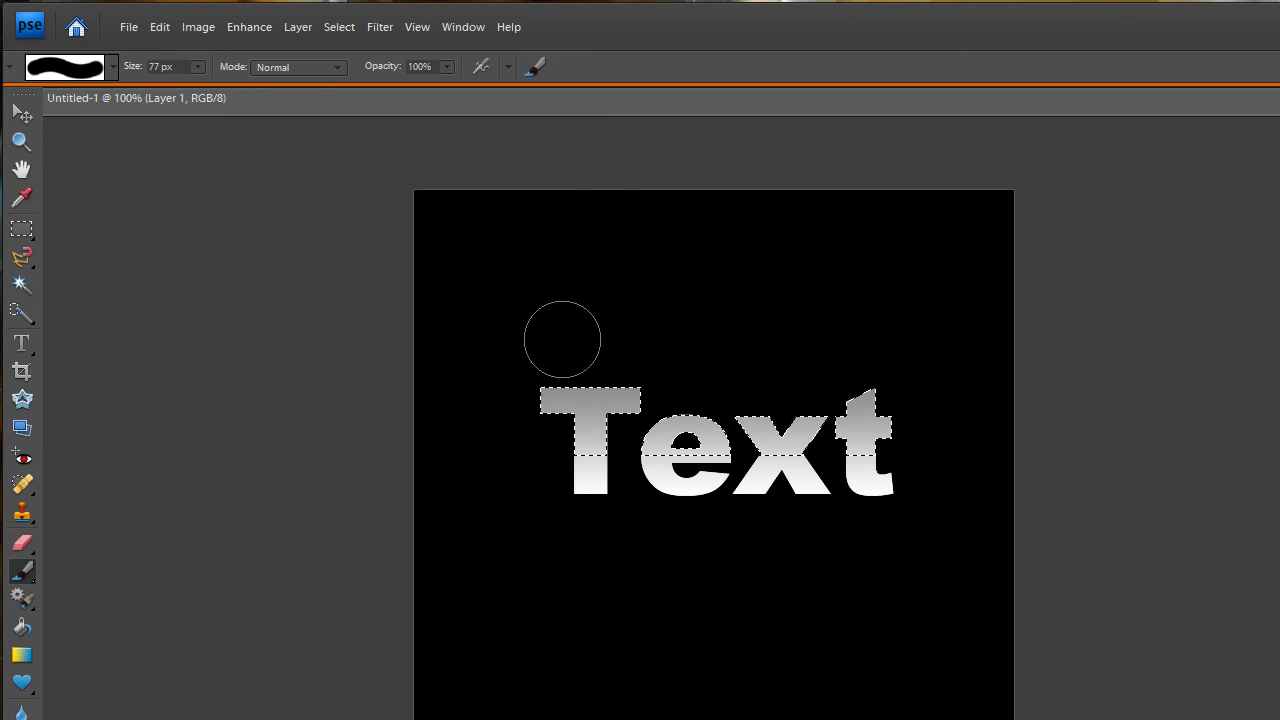 pse File Edit Image Enhance Layer Select Filter View Window Help
Size: 77 px Mode: Normal Opacity: 100%
Untitled-1 @ 100% (Layer 1, RGB/8)
T
Text